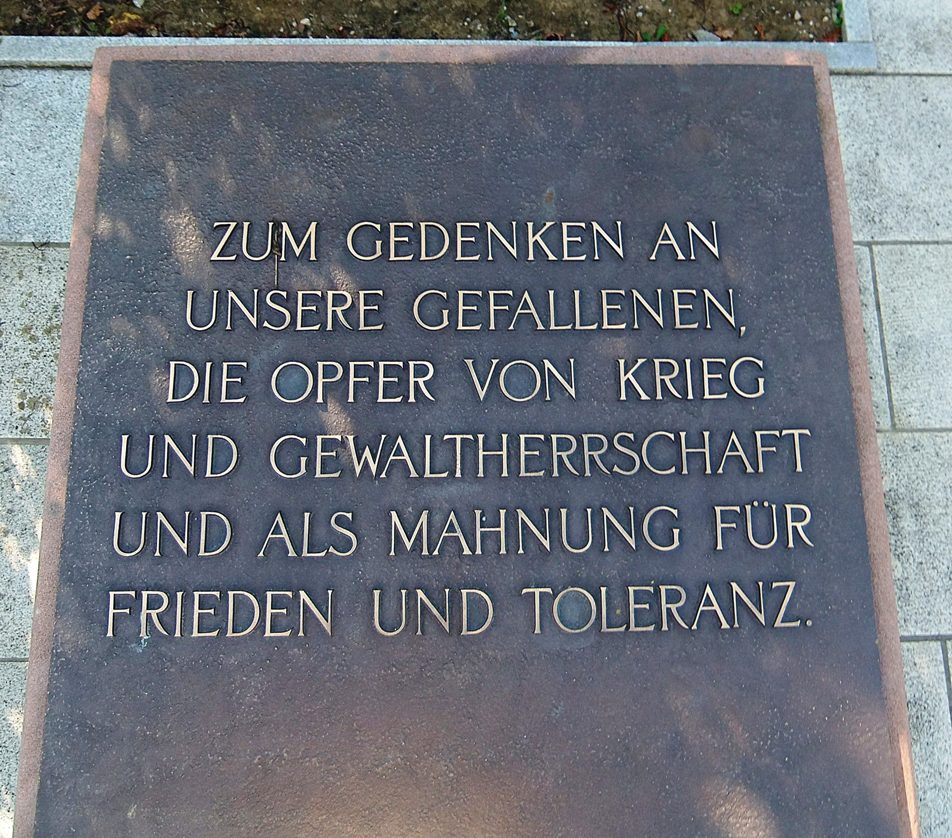 ZUM GEDENKEN AN
UNSERE GEFALLENEN,
DIE OPFER VON KRIEG
UND GEWALTHERRSCHAFT
UND ALS MAHNUNG FÜR
FRIEDEN UND TOLERANZ.